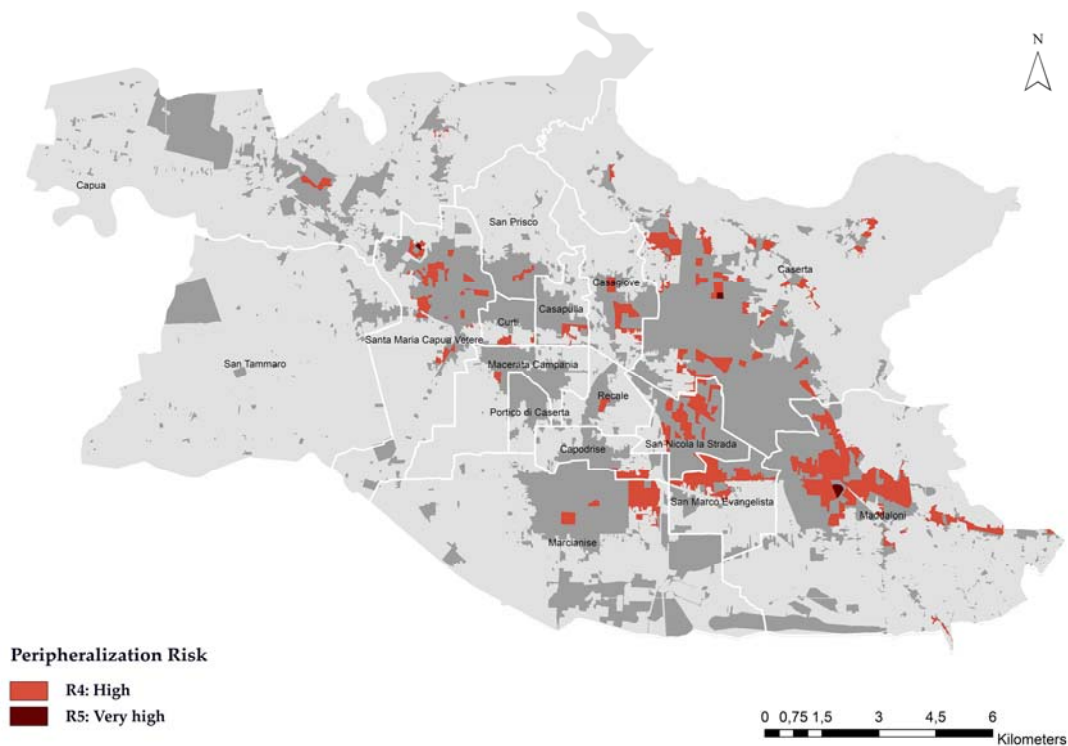 N
Capua
San Prisco
Caserta
Casagiove
Casapulla
Curti
Santa Maria Capua Vetere
San Tammaro
Macerata Campania
Recale
Portico di Caserta
San Nicola la Strada
Capodrise
San Marco Evangelista
Maddaloni
Marcianise
Peripheralization Risk
R4: High
R5: Very high
0 0,75 1,5 3 4,5 6
Kilometers